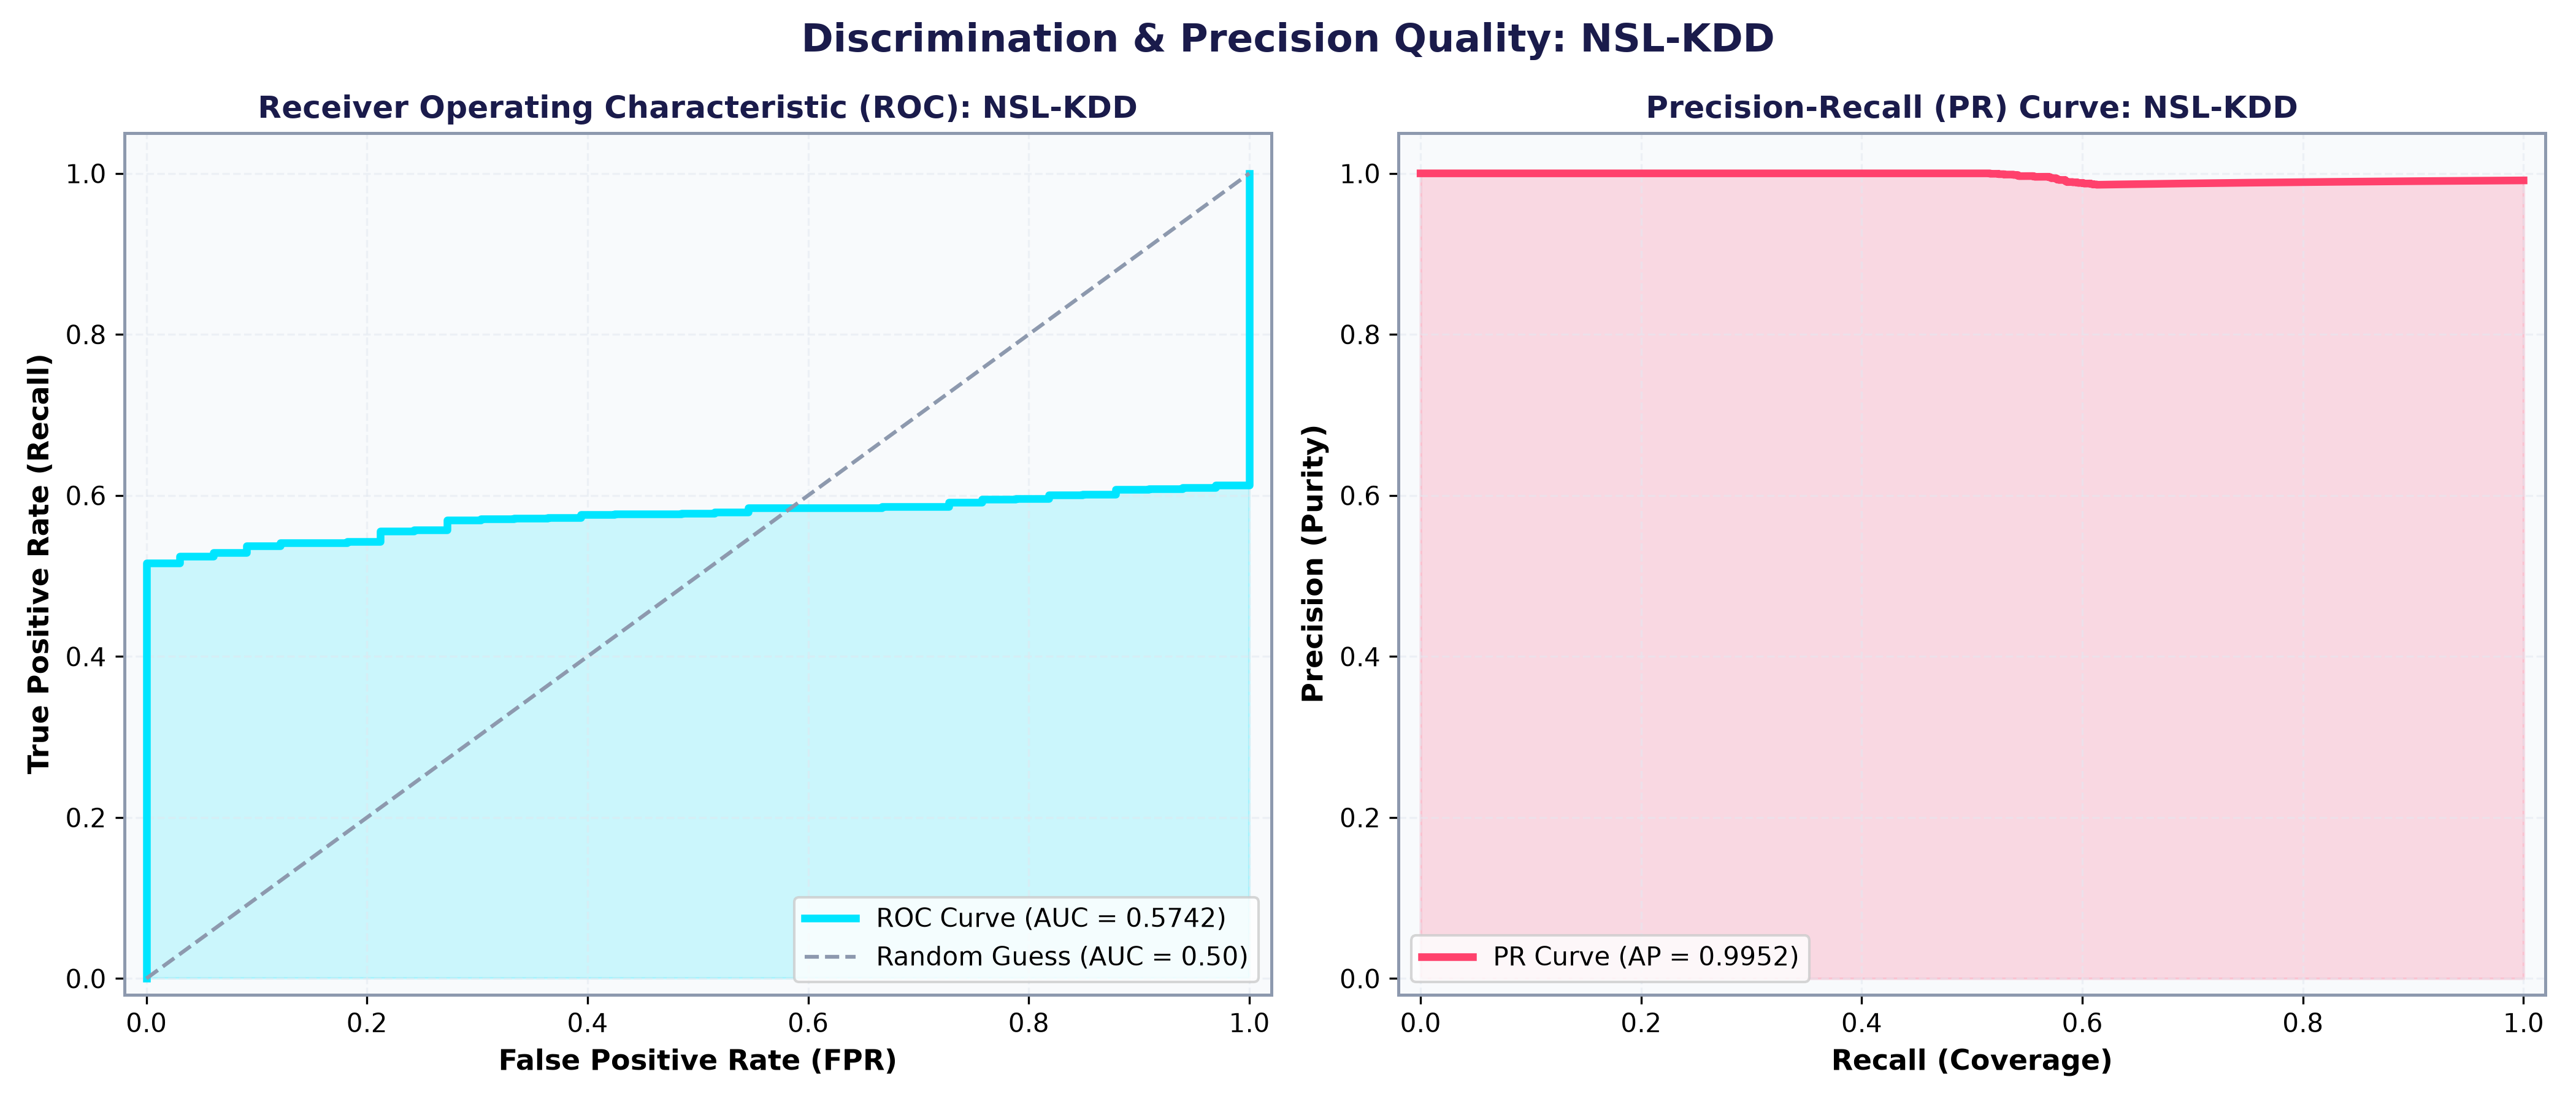 Discrimination & Precision Quality: NSL-KDD
Receiver Operating Characteristic (ROC): NSL-KDD
True Positive Rate (Recall)
1.0
0.8
0.6
0.4
0.2
0.0
0.0 0.2 0.4 0.6 0.8 1.0
False Positive Rate (FPR)
ROC Curve (AUC = 0.5742)
Random Guess (AUC = 0.50)
Precision-Recall (PR) Curve: NSL-KDD
Precision (Purity)
1.0
0.8
0.6
0.4
0.2
0.0
0.0 0.2 0.4 0.6 0.8 1.0
Recall (Coverage)
PR Curve (AP = 0.9952)